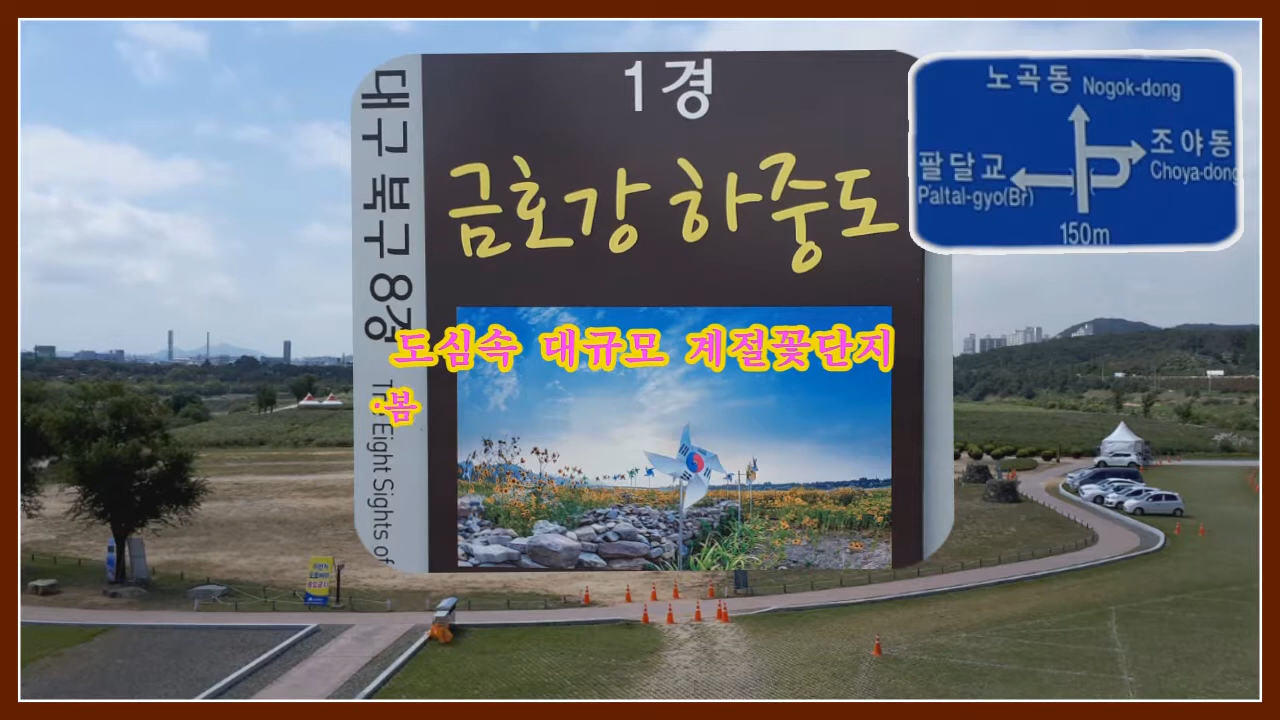 1경
금호강 하중도
대구 북구 8경
The Eight Sights of
도심속 대규모 계절꽃단지
·봄
노곡동 Nogok-dong
조야동
Choya-dong
팔달교
Paltal-gyo(Br)
150m